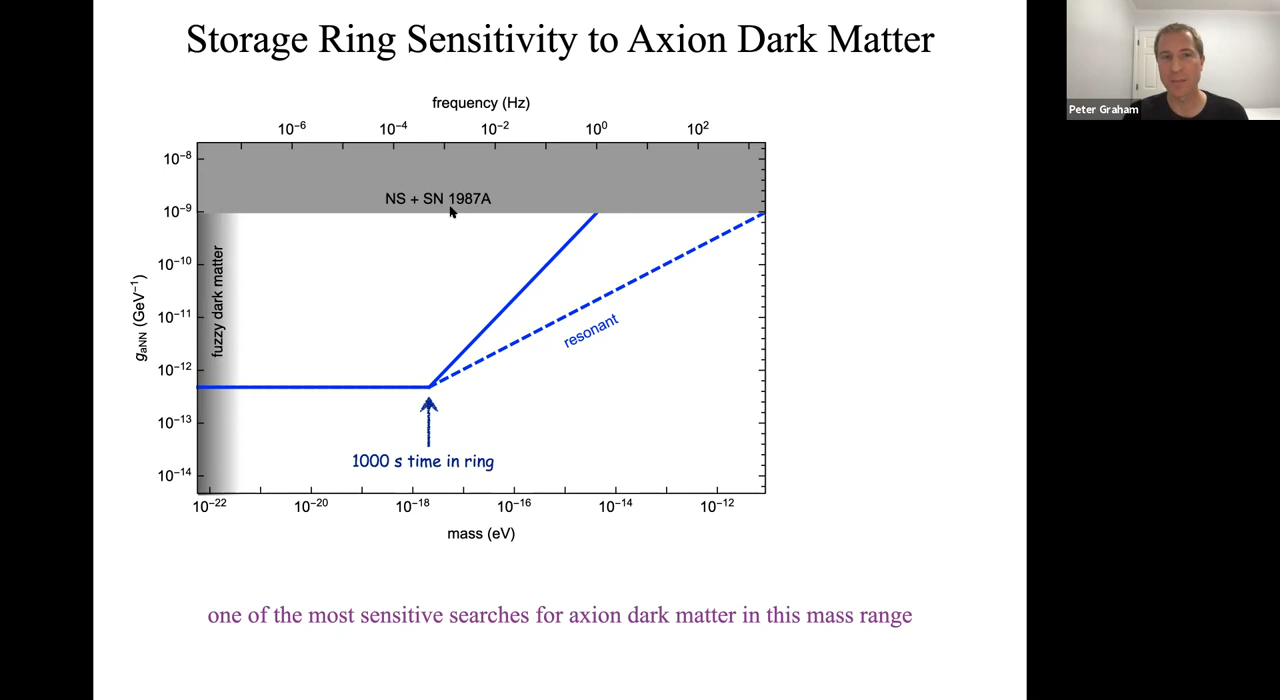 Storage Ring Sensitivity to Axion Dark Matter
Peter Graham
frequency (Hz)
10⁻⁶ 10⁻⁴ 10⁻² 10⁰ 10²
10⁻⁸
NS + SN 1987A
10⁻⁹
10⁻¹⁰
10⁻¹¹
10⁻¹²
10⁻¹³
10⁻¹⁴
gaNN (GeV⁻¹)
fuzzy dark matter
resonant
1000 s time in ring
10⁻²² 10⁻²⁰ 10⁻¹⁸ 10⁻¹⁶ 10⁻¹⁴ 10⁻¹²
mass (eV)
one of the most sensitive searches for axion dark matter in this mass range